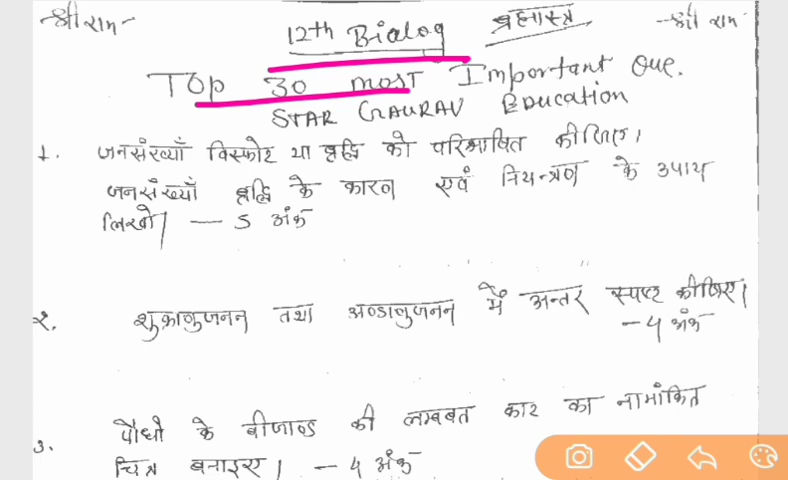 -श्री राम-
12th Bialog ब्रह्मास्त्र
-श्री राम-
Top 30 most Important Que.
STAR GAURAV Education
1. जनसंख्याँ विस्फोट या वृद्धि को परिभाषित कीजिए।
जनसंख्याँ वृद्धि के कारण एवं नियन्त्रण के उपाय
लिखो। — 5 अंक
२. शुक्राणुजनन तथा अण्डाणुजनन में अन्तर स्पष्ट कीजिए।
-4 अंक
3. पौधो के बीजाण्ड की लम्बवत काट का नामांकित
चित्र बनाइए। - 4 अंक